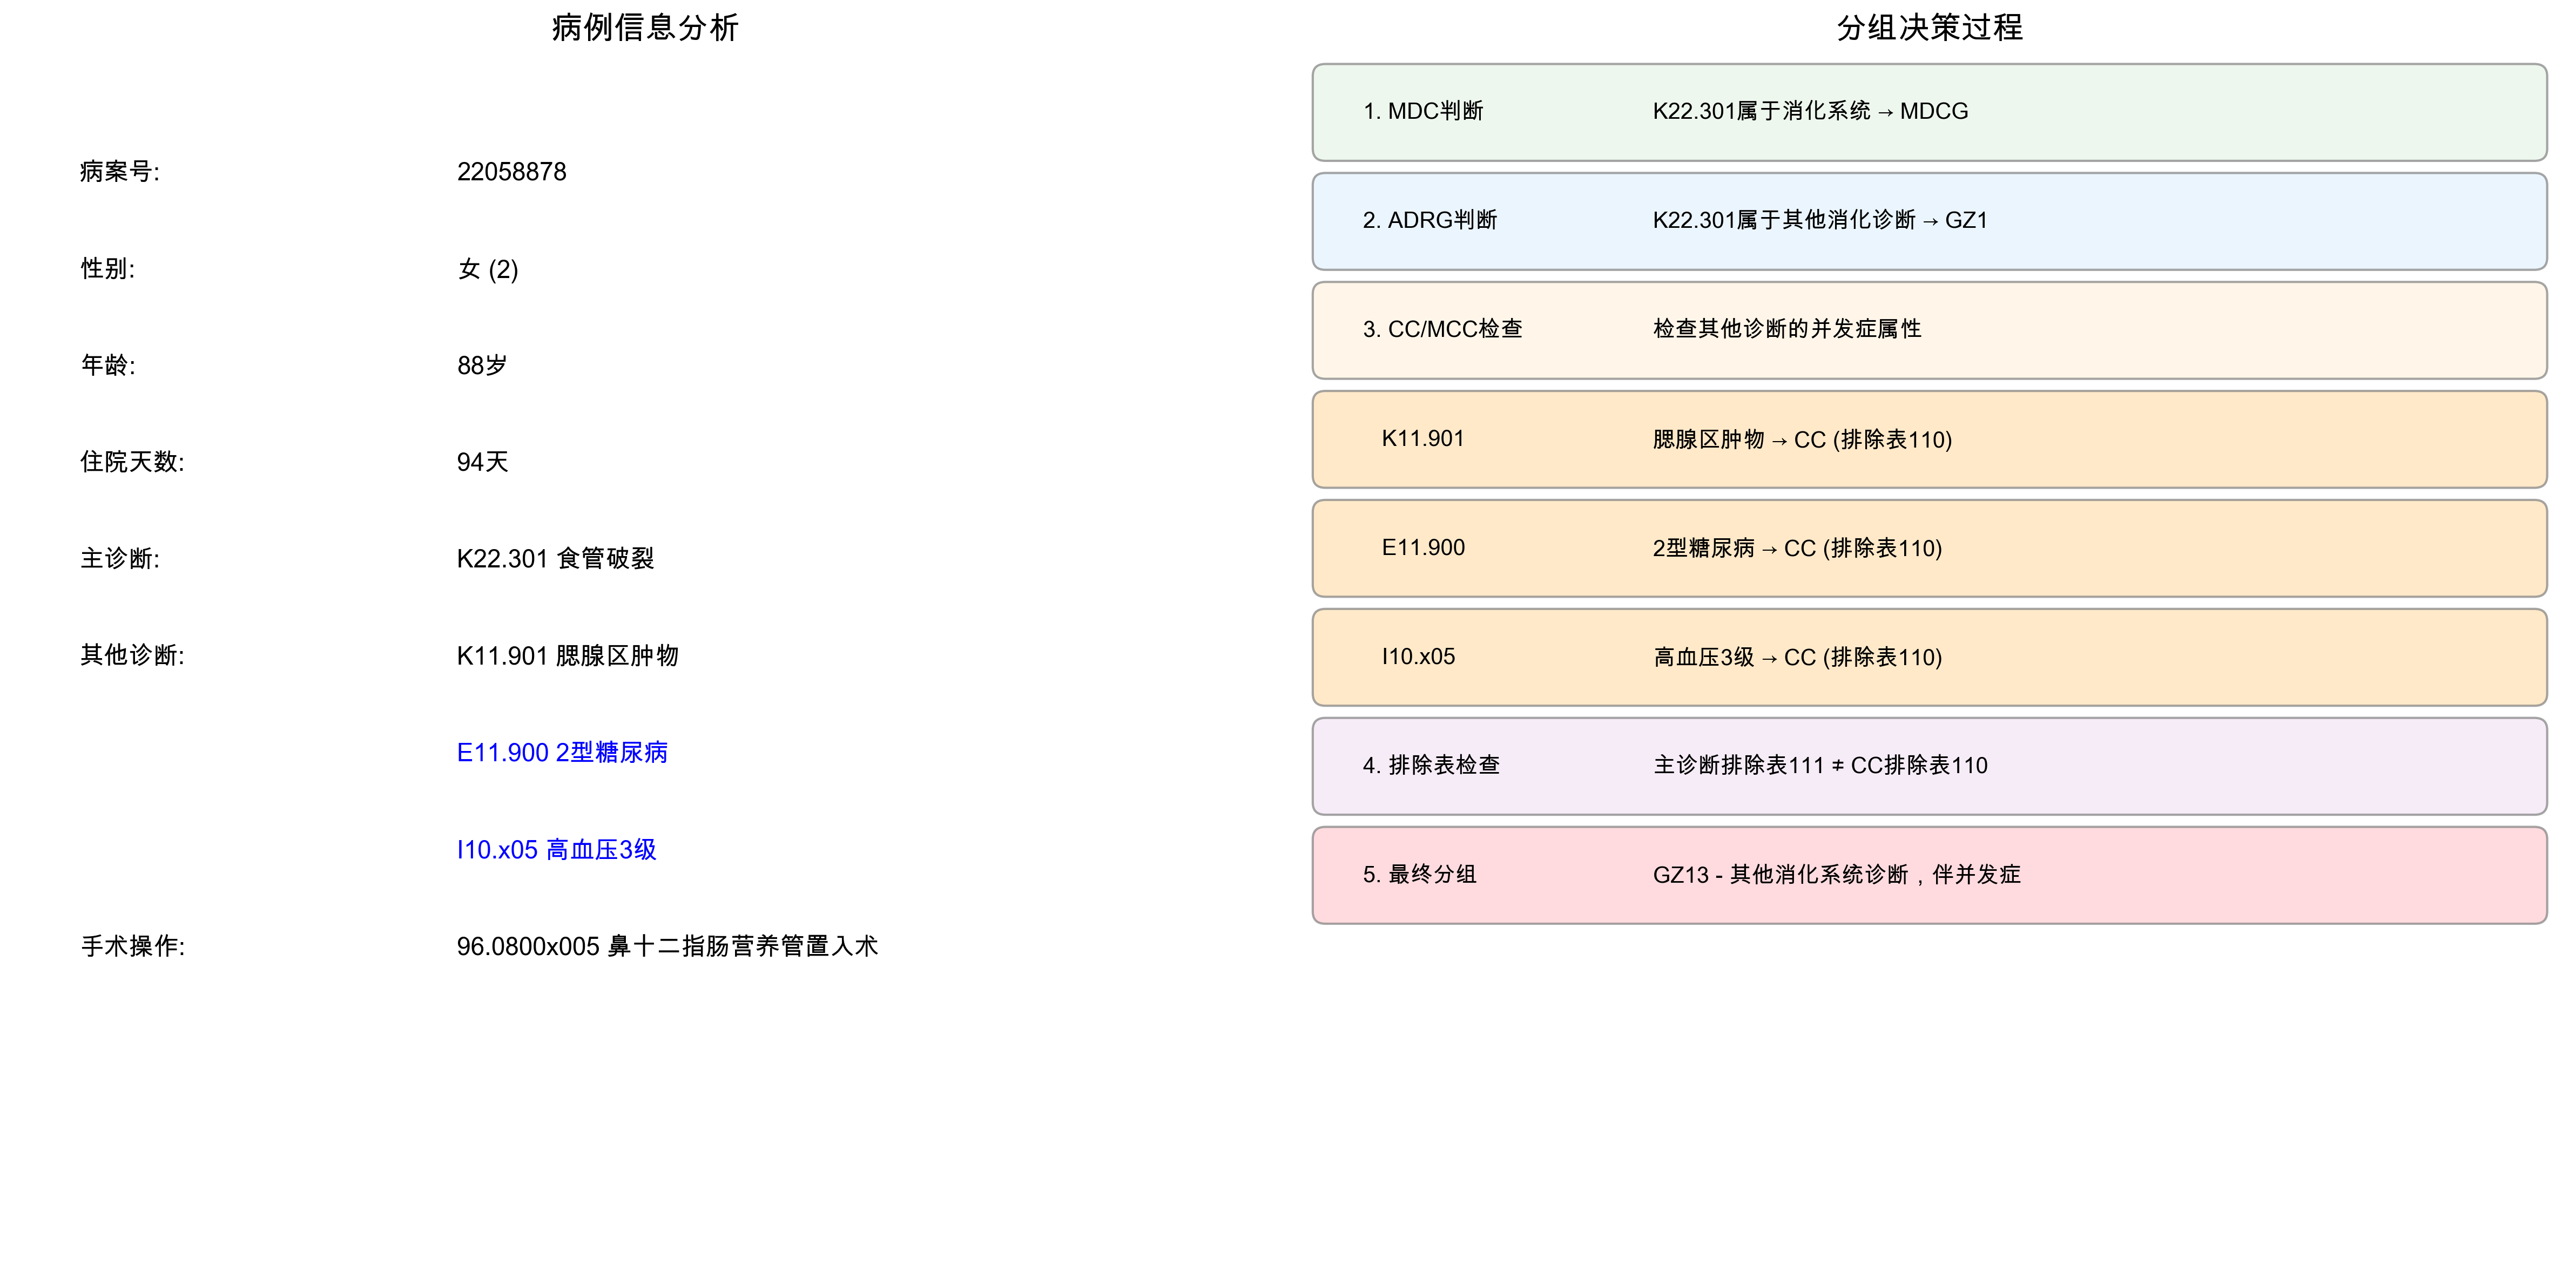 病例信息分析
病案号: 22058878
性别: 女 (2)
年龄: 88岁
住院天数: 94天
主诊断: K22.301 食管破裂
其他诊断: K11.901 腮腺区肿物
E11.900 2型糖尿病
I10.x05 高血压3级
手术操作: 96.0800x005 鼻十二指肠营养管置入术
分组决策过程
1. MDC判断 K22.301属于消化系统 → MDCG
2. ADRG判断 K22.301属于其他消化诊断 → GZ1
3. CC/MCC检查 检查其他诊断的并发症属性
K11.901 腮腺区肿物 → CC (排除表110)
E11.900 2型糖尿病 → CC (排除表110)
I10.x05 高血压3级 → CC (排除表110)
4. 排除表检查 主诊断排除表111 ≠ CC排除表110
5. 最终分组 GZ13 - 其他消化系统诊断，伴并发症